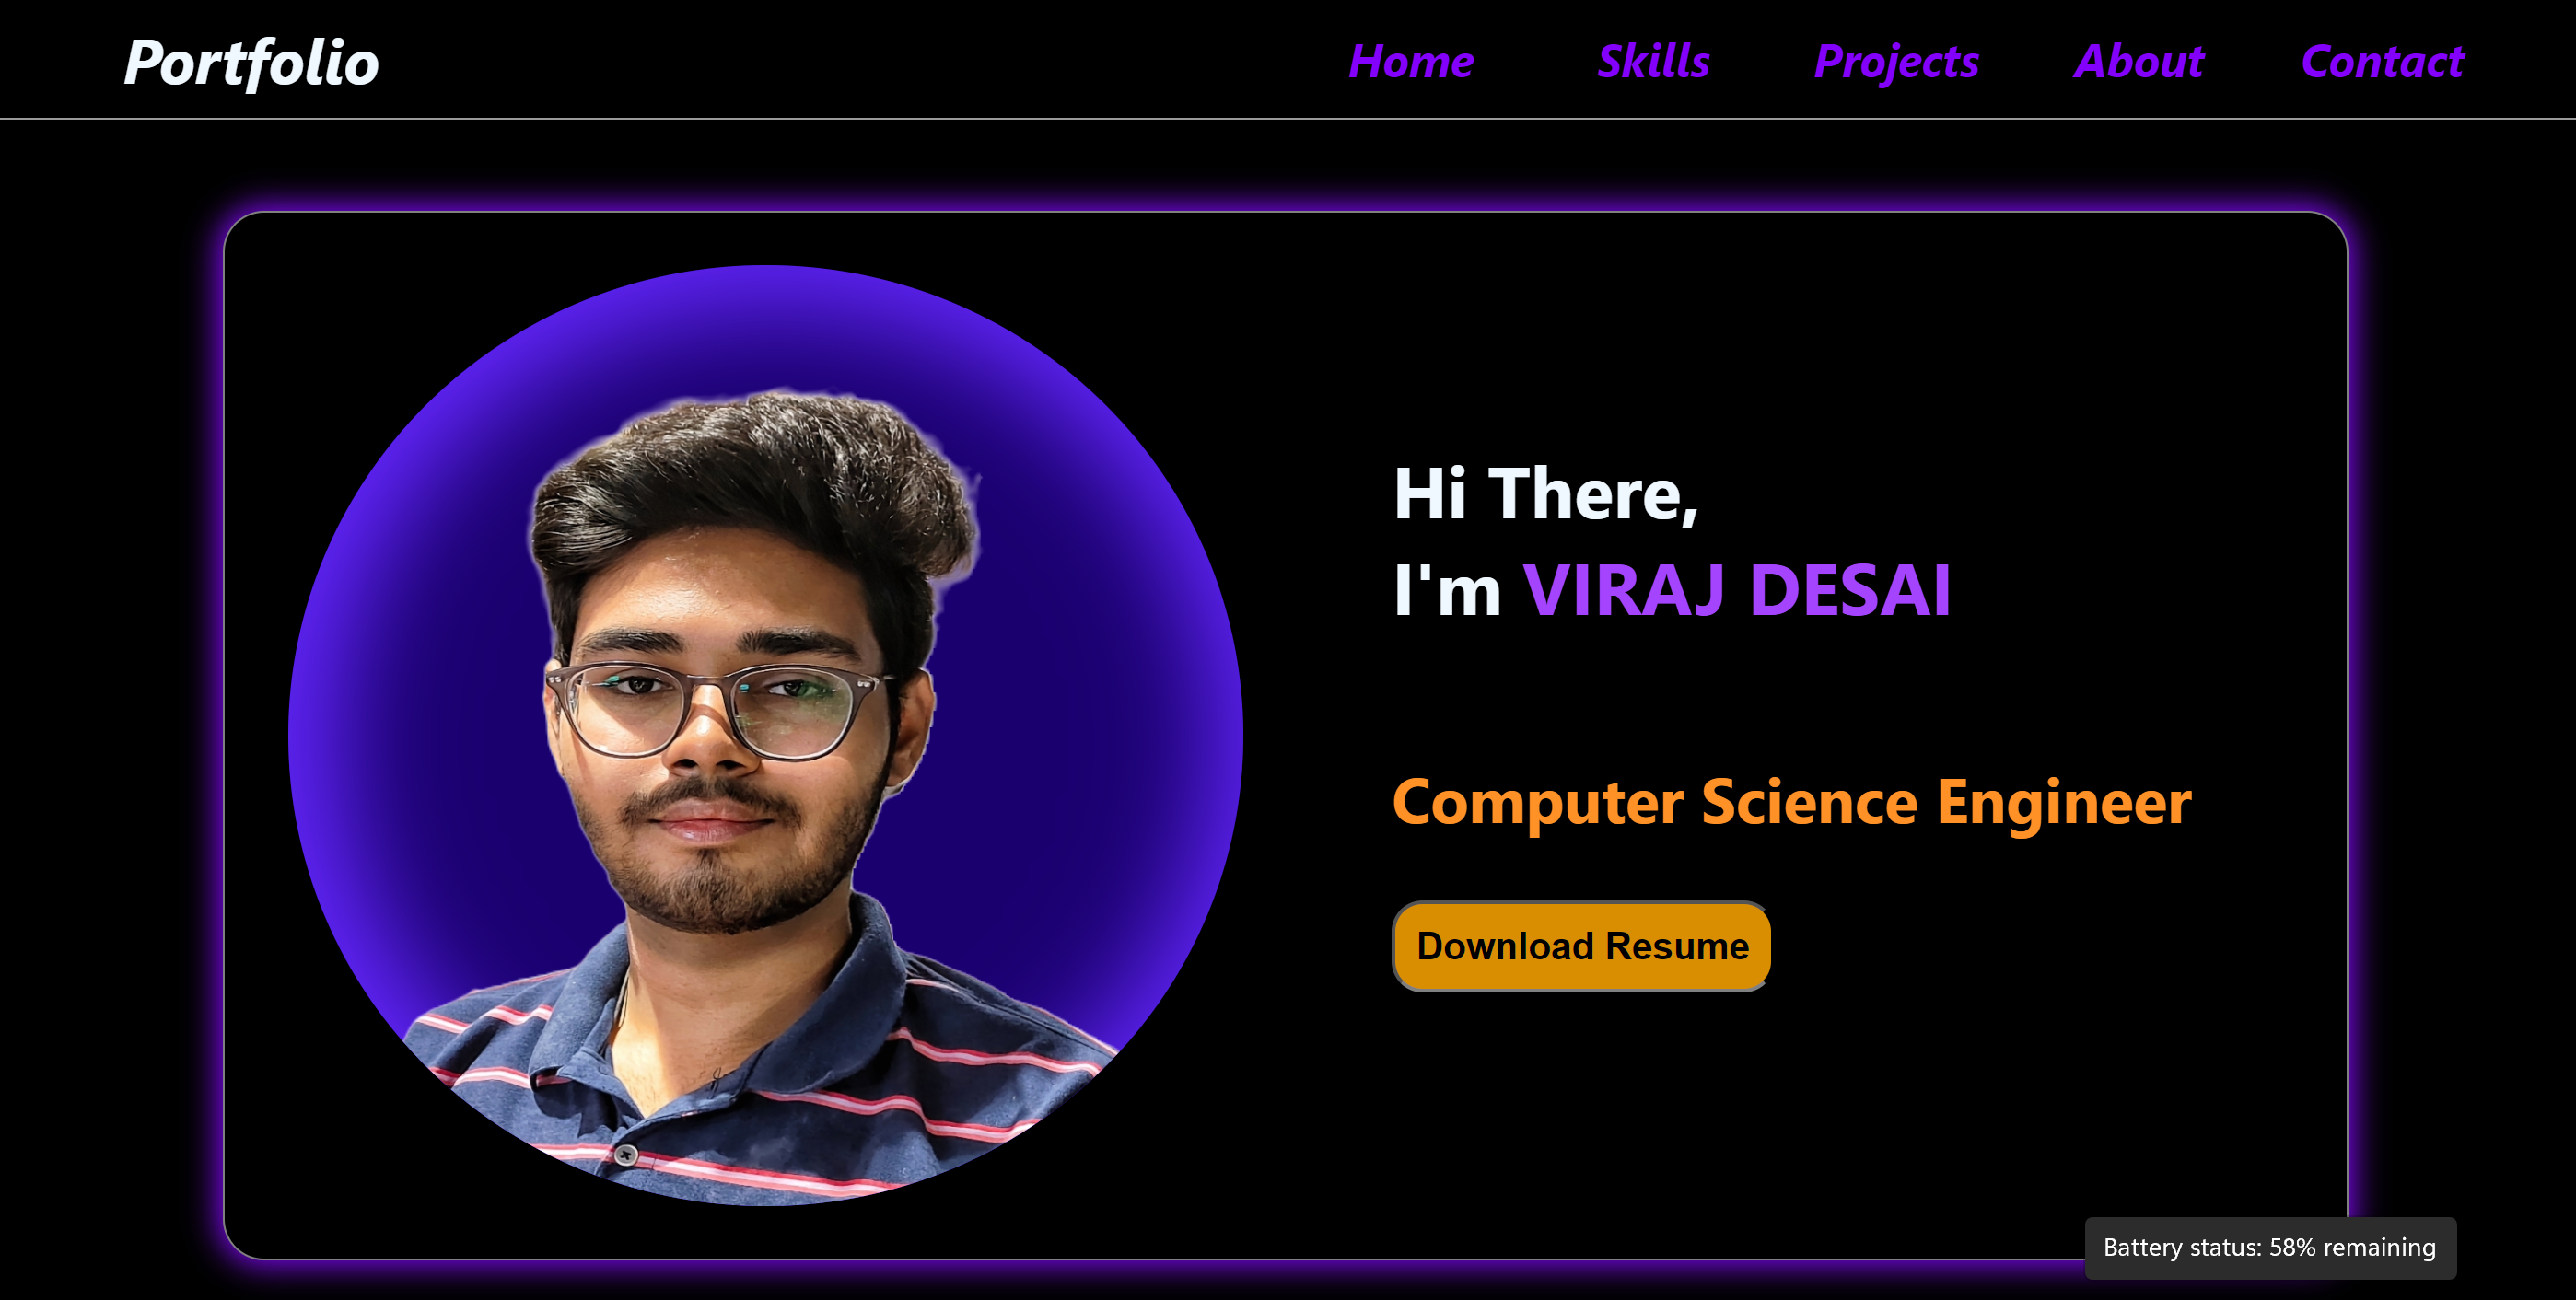 Portfolio
Home Skills Projects About Contact
Hi There,
I'm VIRAJ DESAI
Computer Science Engineer
Download Resume
Battery status: 58% remaining